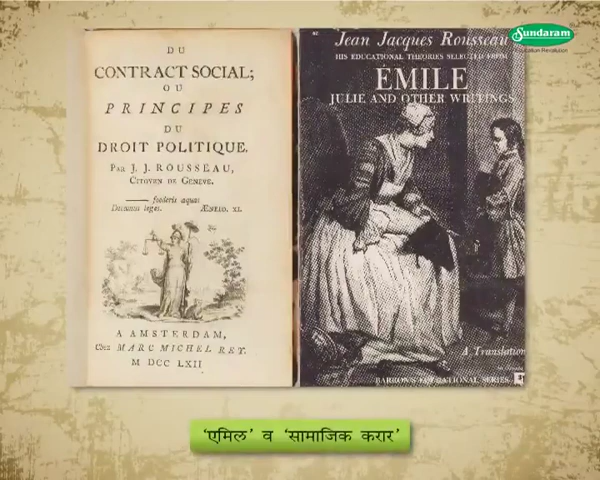 DU
CONTRACT SOCIAL;
OU
PRINCIPES
DU
DROIT POLITIQUE.
PAR J. J. ROUSSEAU,
CITOYEN DE GENEVE.
— fœderis æquas
Dicamus leges. ÆNEID. XI.
A AMSTERDAM,
Chez MARC MICHEL REY.
M DCC LXII
Jean Jacques Rousseau
HIS EDUCATIONAL THEORIES SELECTED FROM
ÉMILE
JULIE AND OTHER WRITINGS
A Translation
BARRON'S EDUCATIONAL SERIES
Sundaram
Education Revolution
‘एमिल’ व ‘सामाजिक करार’